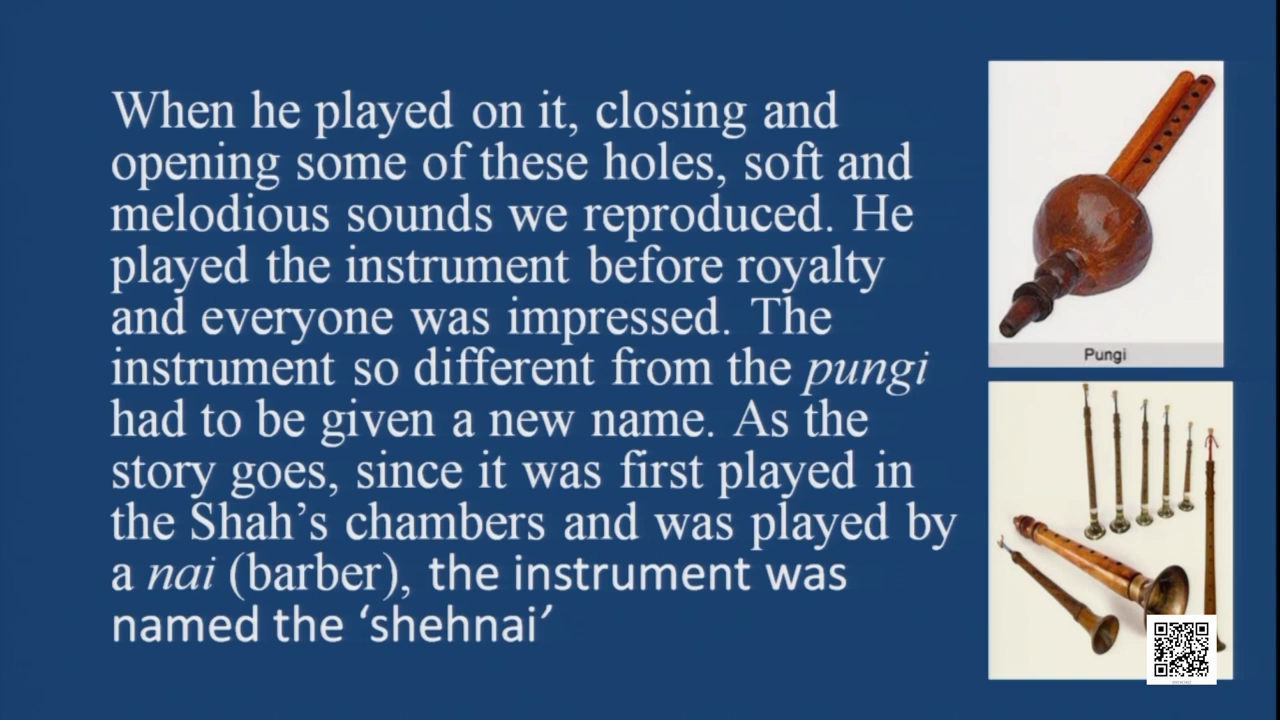 When he played on it, closing and
opening some of these holes, soft and
melodious sounds we reproduced. He
played the instrument before royalty
and everyone was impressed. The
instrument so different from the pungi
had to be given a new name. As the
story goes, since it was first played in
the Shah’s chambers and was played by
a nai (barber), the instrument was
named the ‘shehnai’
Pungi